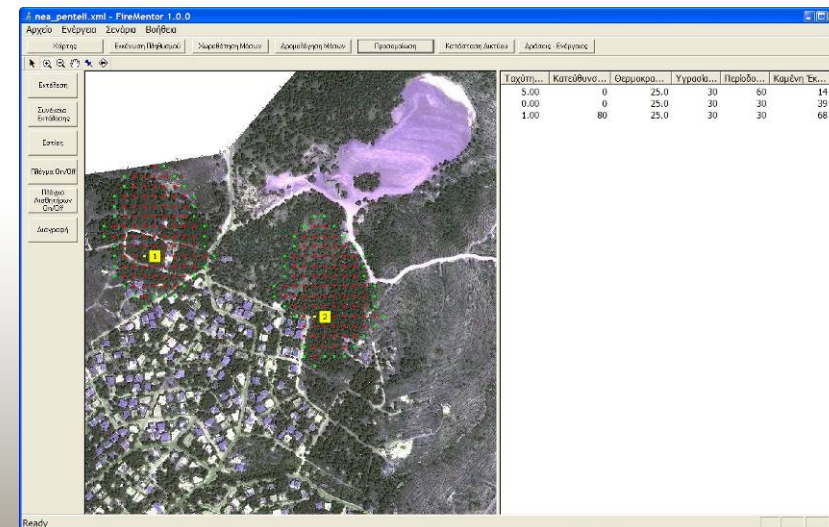 nea_penteli.xml - FireMentor 1.0.0
Αρχείο Ενέργεια Σενάρια Βοήθεια
Χάρτης Εκκένωση Πληθυσμού Χωροθέτηση Μέσων Δρομολόγηση Μέσων Προσομοίωση Κατάσταση Δικτύου Δράσεις - Ενέργειες
Εκτέλεση
Συνέχεια
Εκτέλεσης
Εστίες
Πλέγμα On/Off
Πλέγμα
Αισθητήρων
On/Off
Διαγραφή
Ταχύτη... Κατεύθυνσ... Θερμοκρα... Υγρασία... Περίοδο... Καμένη Έκ...
5.00 0 25.0 30 60 14
0.00 0 25.0 30 30 39
1.00 80 25.0 30 30 68
1
2
Ready